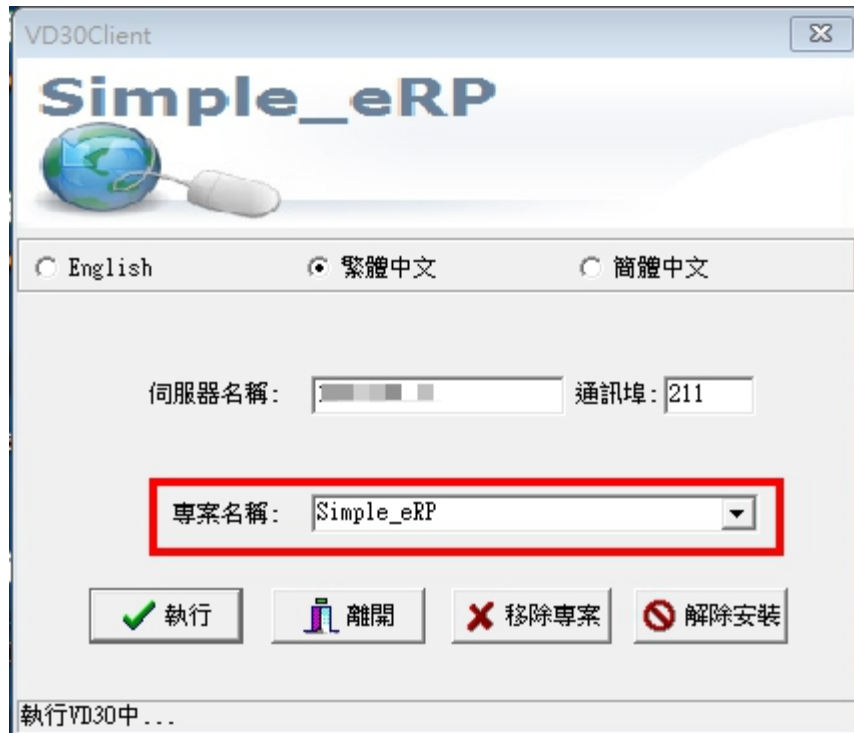 VD30Client
Simple_eRP
English 繁體中文 簡體中文
伺服器名稱: 通訊埠: 211
專案名稱: Simple_eRP
執行 離開 移除專案 解除安裝
執行VD30中...